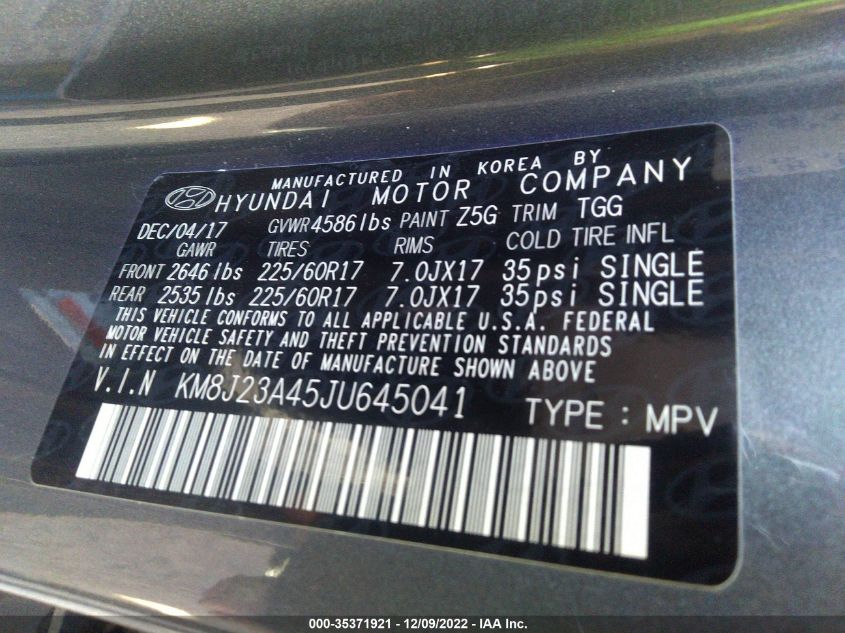 MANUFACTURED IN KOREA BY
HYUNDAI MOTOR COMPANY
DEC/04/17 GVWR 4586 lbs PAINT Z5G TRIM TGG
GAWR TIRES RIMS COLD TIRE INFL
FRONT 2646 lbs 225/60R17 7.0JX17 35psi SINGLE
REAR 2535 lbs 225/60R17 7.0JX17 35psi SINGLE
THIS VEHICLE CONFORMS TO ALL APPLICABLE U.S.A. FEDERAL
MOTOR VEHICLE SAFETY AND THEFT PREVENTION STANDARDS
IN EFFECT ON THE DATE OF MANUFACTURE SHOWN ABOVE
V.I.N KM8J23A45JU645041 TYPE : MPV
000-35371921 - 12/09/2022 - IAA Inc.